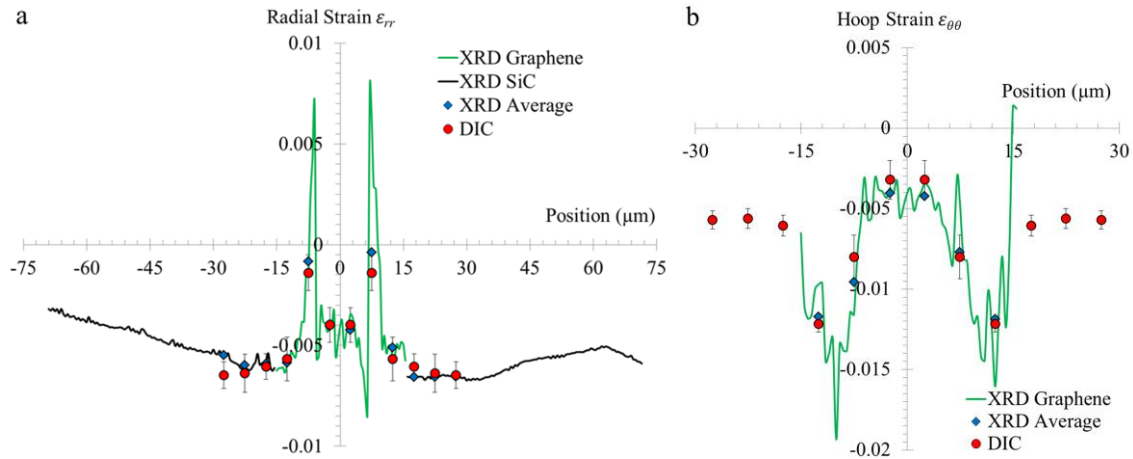 a
Radial Strain εrr
0.01
XRD Graphene
XRD SiC
XRD Average
DIC
0.005
Position (μm)
0
-75 -60 -45 -30 -15 0 15 30 45 60 75
-0.005
-0.01
b
Hoop Strain εθθ
0.005
Position (μm)
0
-30 -15 0 15 30
-0.005
-0.01
-0.015
-0.02
XRD Graphene
XRD Average
DIC